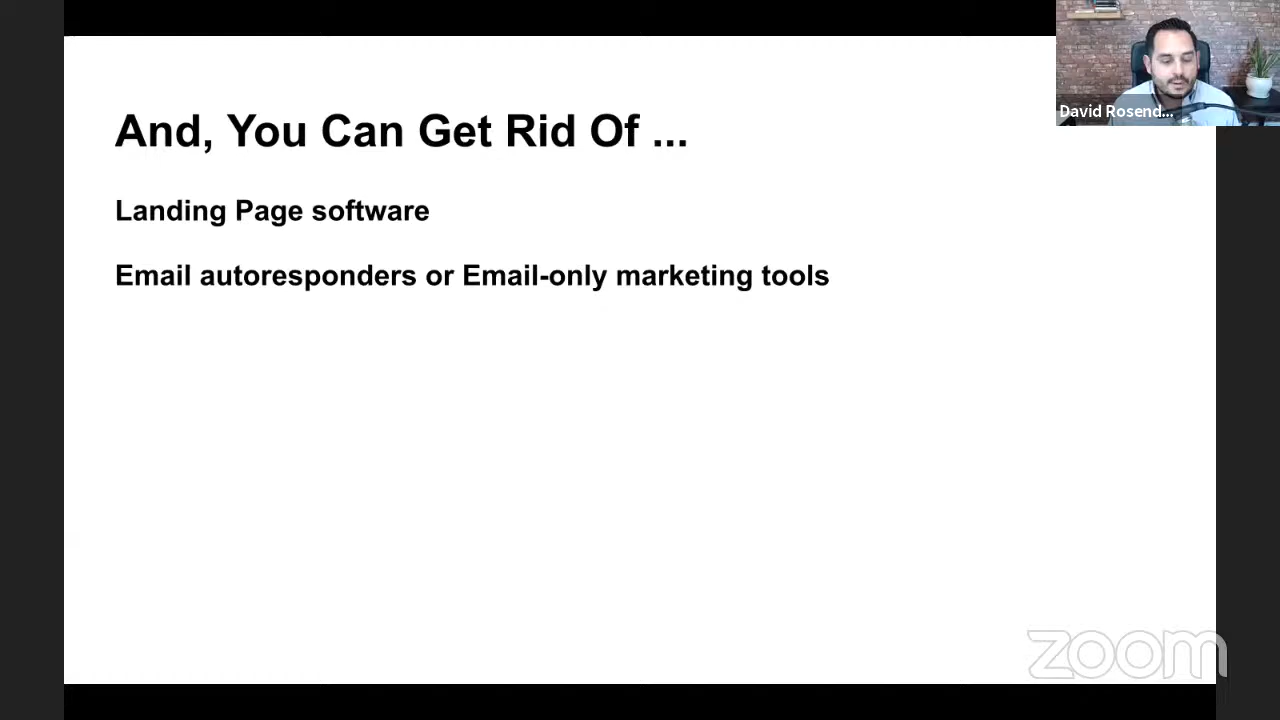 And, You Can Get Rid Of ...
Landing Page software
Email autoresponders or Email-only marketing tools
David Rosend...
zoom